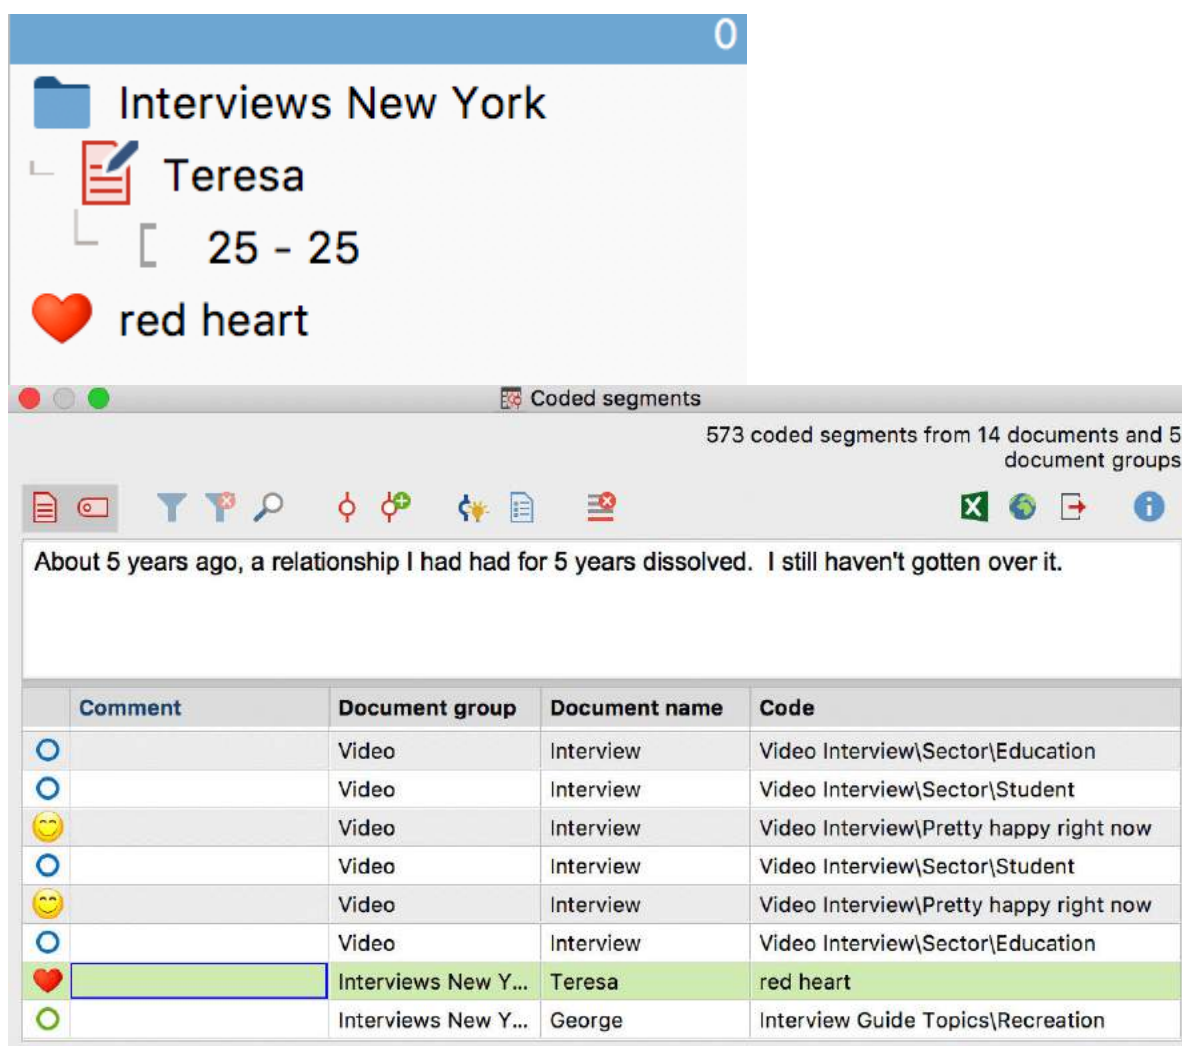 0
Interviews New York
Teresa
25 - 25
red heart
Coded segments
573 coded segments from 14 documents and 5
document groups
About 5 years ago, a relationship I had had for 5 years dissolved.  I still haven't gotten over it.
Comment Document group Document name Code
Video Interview Video Interview\Sector\Education
Video Interview Video Interview\Sector\Student
Video Interview Video Interview\Pretty happy right now
Video Interview Video Interview\Sector\Student
Video Interview Video Interview\Pretty happy right now
Video Interview Video Interview\Sector\Education
Interviews New Y... Teresa red heart
Interviews New Y... George Interview Guide Topics\Recreation